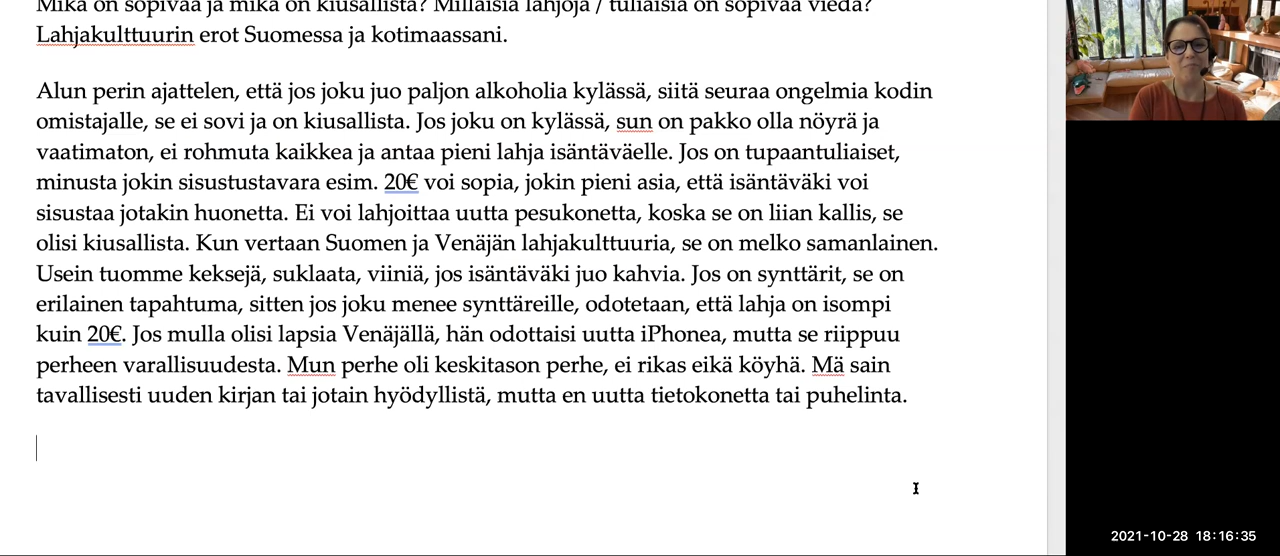 Mikä on sopivaa ja mikä on kiusallista? Millaisia lahjoja / tuliaisia on sopivaa viedä?
Lahjakulttuurin erot Suomessa ja kotimaassani.
Alun perin ajattelen, että jos joku juo paljon alkoholia kylässä, siitä seuraa ongelmia kodin
omistajalle, se ei sovi ja on kiusallista. Jos joku on kylässä, sun on pakko olla nöyrä ja
vaatimaton, ei rohmuta kaikkea ja antaa pieni lahja isäntäväelle. Jos on tupaantuliaiset,
minusta jokin sisustustavara esim. 20€ voi sopia, jokin pieni asia, että isäntäväki voi
sisustaa jotakin huonetta. Ei voi lahjoittaa uutta pesukonetta, koska se on liian kallis, se
olisi kiusallista. Kun vertaan Suomen ja Venäjän lahjakulttuuria, se on melko samanlainen.
Usein tuomme keksejä, suklaata, viiniä, jos isäntäväki juo kahvia. Jos on synttärit, se on
erilainen tapahtuma, sitten jos joku menee synttäreille, odotetaan, että lahja on isompi
kuin 20€. Jos mulla olisi lapsia Venäjällä, hän odottaisi uutta iPhonea, mutta se riippuu
perheen varallisuudesta. Mun perhe oli keskitason perhe, ei rikas eikä köyhä. Mä sain
tavallisesti uuden kirjan tai jotain hyödyllistä, mutta en uutta tietokonetta tai puhelinta.
2021-10-28 18:16:35